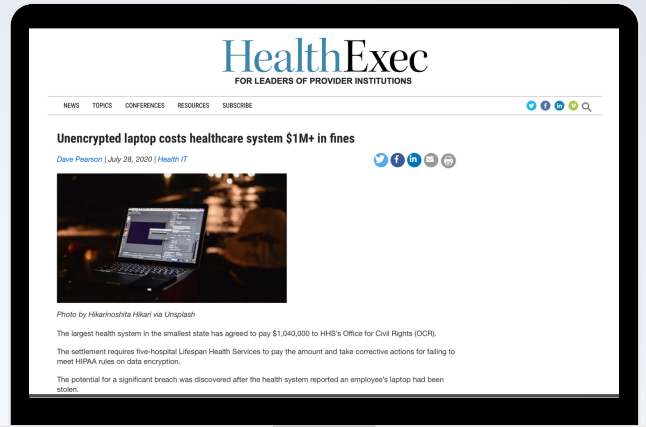 HealthExec
FOR LEADERS OF PROVIDER INSTITUTIONS
NEWS TOPICS CONFERENCES RESOURCES SUBSCRIBE
Unencrypted laptop costs healthcare system $1M+ in fines
Dave Pearson | July 28, 2020 | Health IT
Photo by Hikarinoshita Hikari via Unsplash
The largest health system in the smallest state has agreed to pay $1,040,000 to HHS's Office for Civil Rights (OCR).
The settlement requires five-hospital Lifespan Health Services to pay the amount and take corrective actions for failing to
meet HIPAA rules on data encryption.
The potential for a significant breach was discovered after the health system reported an employee's laptop had been
stolen.